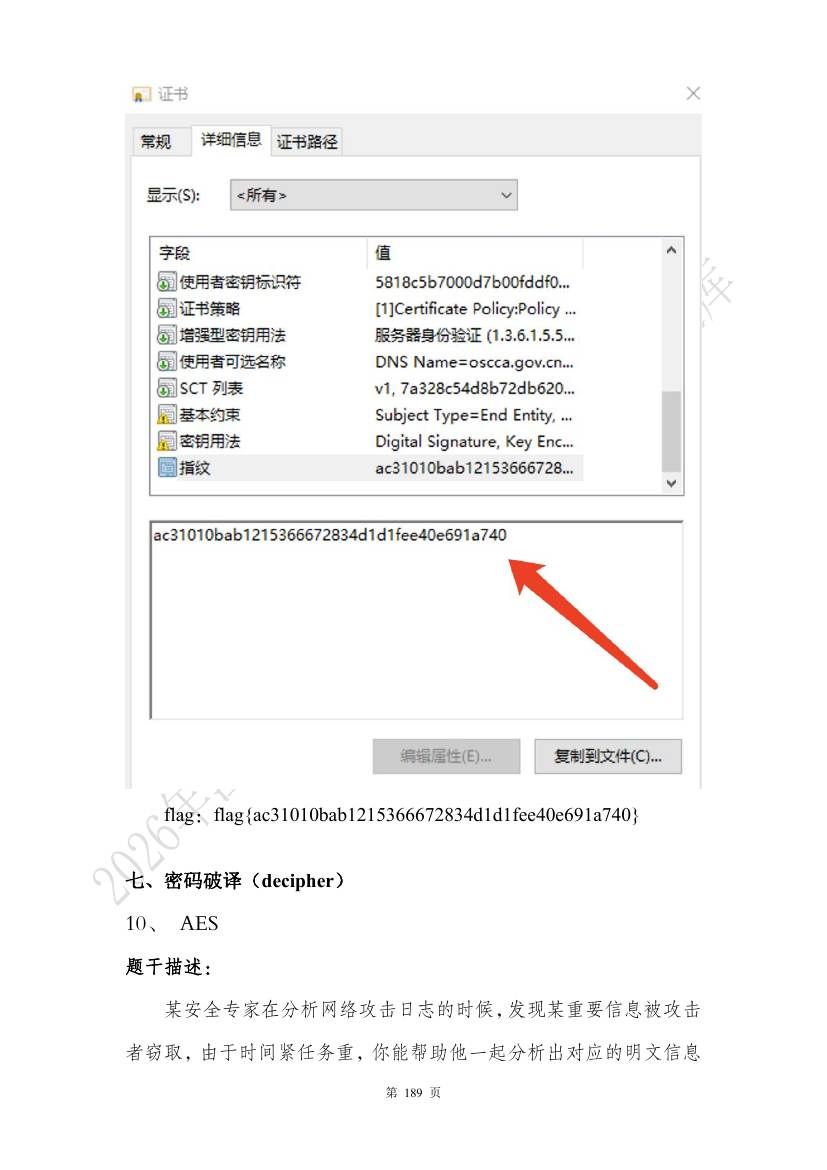 证书
常规 详细信息 证书路径
显示(S): <所有>
字段 值
使用者密钥标识符 5818c5b7000d7b00fddf0...
证书策略 [1]Certificate Policy:Policy ...
增强型密钥用法 服务器身份验证 (1.3.6.1.5.5...
使用者可选名称 DNS Name=oscca.gov.cn...
SCT 列表 v1, 7a328c54d8b72db620...
基本约束 Subject Type=End Entity, ...
密钥用法 Digital Signature, Key Enc...
指纹 ac31010bab12153666728...
ac31010bab1215366672834d1d1fee40e691a740
编辑属性(E)... 复制到文件(C)...
flag：flag{ac31010bab1215366672834d1d1fee40e691a740}
2026年
库
七、密码破译（decipher）
10、 AES
题干描述：
某安全专家在分析网络攻击日志的时候，发现某重要信息被攻击
者窃取，由于时间紧任务重，你能帮助他一起分析出对应的明文信息
第 189 页